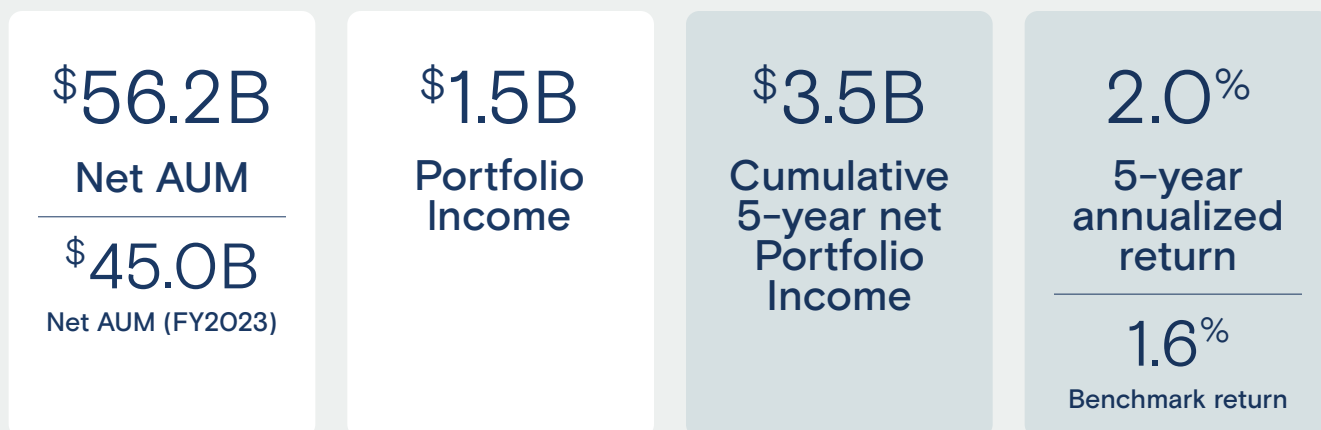 $56.2B
Net AUM
$45.0B
Net AUM (FY2023)
$1.5B
Portfolio
Income
$3.5B
Cumulative
5-year net
Portfolio
Income
2.0%
5-year
annualized
return
1.6%
Benchmark return